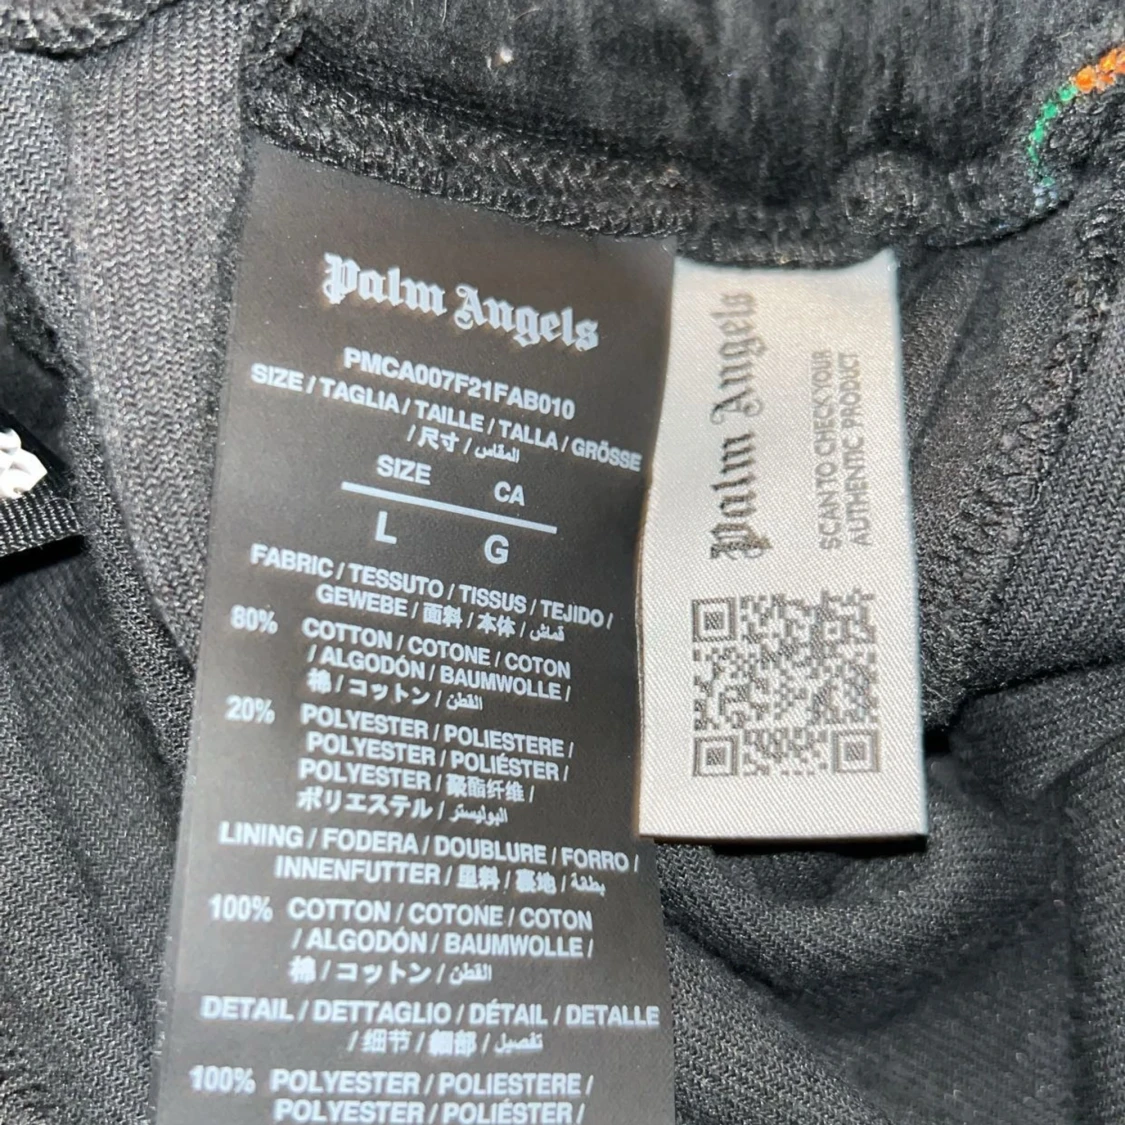 Palm Angels
PMCA007F21FAB010
SIZE / TAGLIA / TAILLE / TALLA / GRÖSSE
/ 尺寸 / المقاس
SIZE CA
L G
FABRIC / TESSUTO / TISSUS / TEJIDO /
GEWEBE / 面料 / 本体 / قماش
80% COTTON / COTONE / COTON
/ ALGODÓN / BAUMWOLLE /
棉 / コットン / القطن
20% POLYESTER / POLIESTERE /
POLYESTER / POLIÉSTER /
POLYESTER / 聚酯纤维 /
ポリエステル / البوليستر
LINING / FODERA / DOUBLURE / FORRO /
INNENFUTTER / 里料 / 裏地 / بطانة
100% COTTON / COTONE / COTON
/ ALGODÓN / BAUMWOLLE /
棉 / コットン / القطن
DETAIL / DETTAGLIO / DÉTAIL / DETALLE
/ 细节 / 細部 / تفصيل
100% POLYESTER / POLIESTERE /
POLYESTER / POLIÉSTER /
Palm Angels
SCAN TO CHECK YOUR
AUTHENTIC PRODUCT